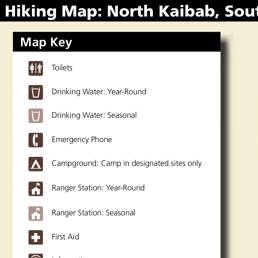 Hiking Map: North Kaibab, Sout
Map Key
Toilets
Drinking Water: Year-Round
Drinking Water: Seasonal
Emergency Phone
Campground: Camp in designated sites only
Ranger Station: Year-Round
Ranger Station: Seasonal
First Aid